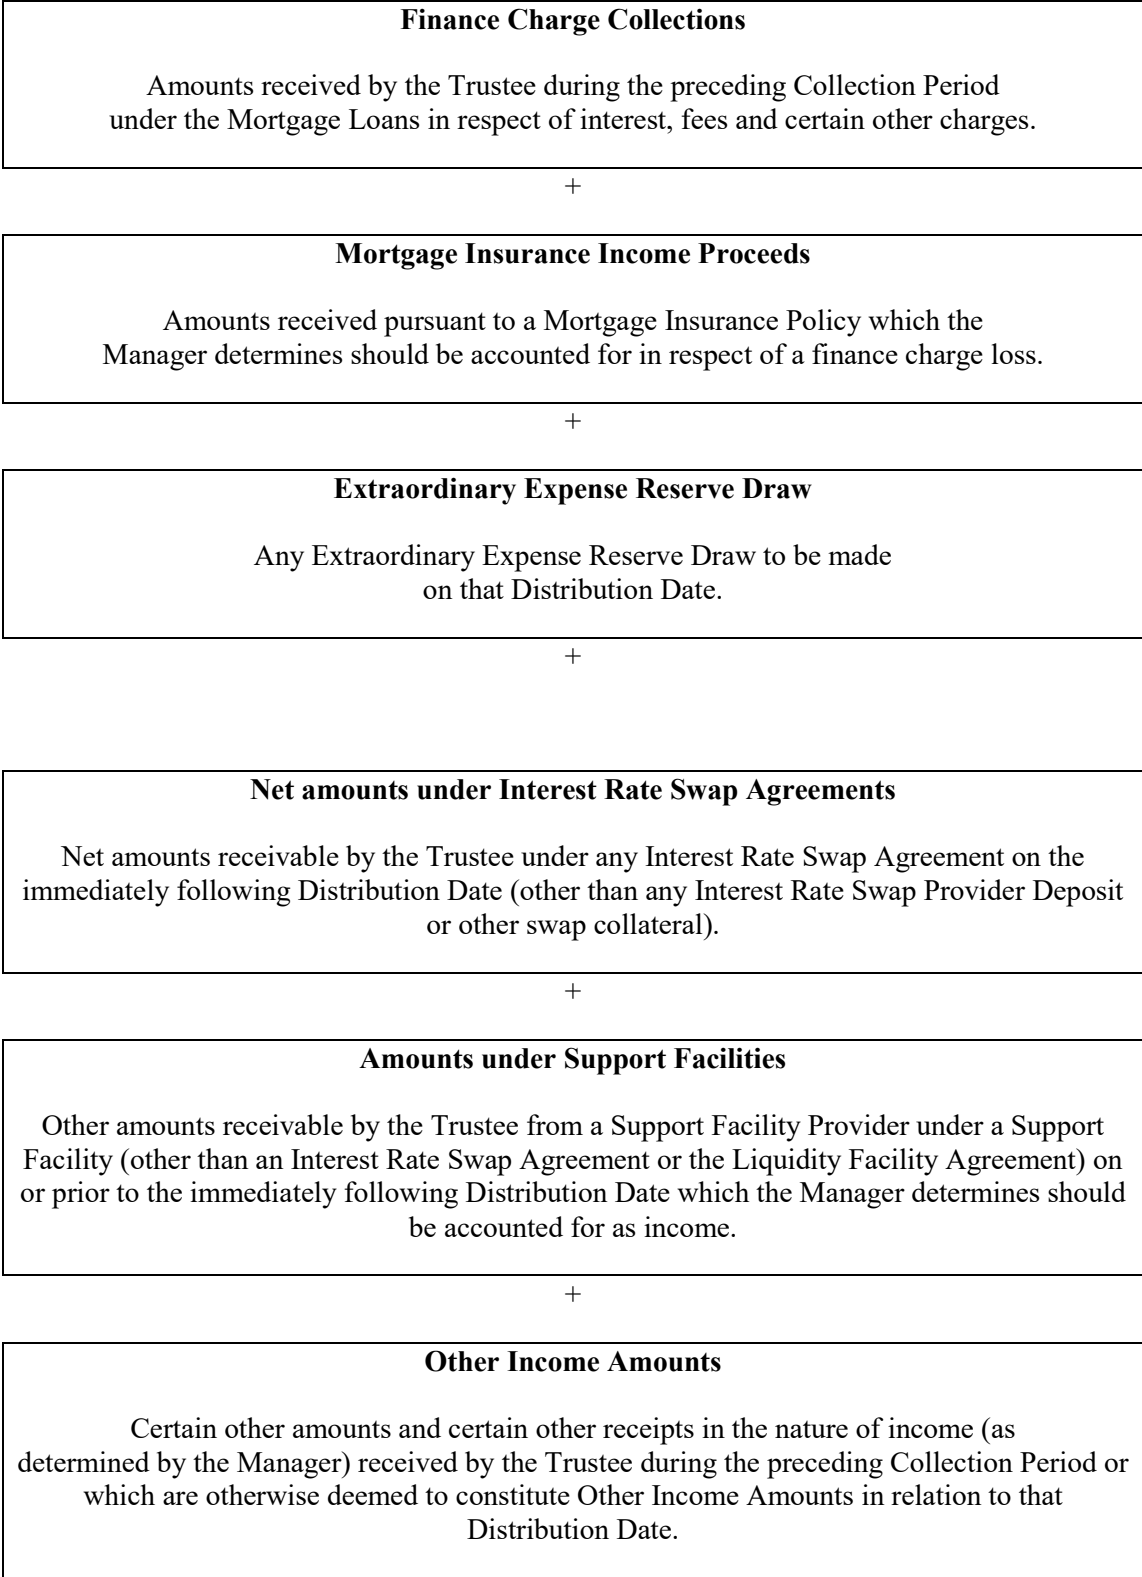 Finance Charge Collections
Amounts received by the Trustee during the preceding Collection Period
under the Mortgage Loans in respect of interest, fees and certain other charges.
+
Mortgage Insurance Income Proceeds
Amounts received pursuant to a Mortgage Insurance Policy which the
Manager determines should be accounted for in respect of a finance charge loss.
+
Extraordinary Expense Reserve Draw
Any Extraordinary Expense Reserve Draw to be made
on that Distribution Date.
+
Net amounts under Interest Rate Swap Agreements
Net amounts receivable by the Trustee under any Interest Rate Swap Agreement on the
immediately following Distribution Date (other than any Interest Rate Swap Provider Deposit
or other swap collateral).
+
Amounts under Support Facilities
Other amounts receivable by the Trustee from a Support Facility Provider under a Support
Facility (other than an Interest Rate Swap Agreement or the Liquidity Facility Agreement) on
or prior to the immediately following Distribution Date which the Manager determines should
be accounted for as income.
+
Other Income Amounts
Certain other amounts and certain other receipts in the nature of income (as
determined by the Manager) received by the Trustee during the preceding Collection Period or
which are otherwise deemed to constitute Other Income Amounts in relation to that
Distribution Date.